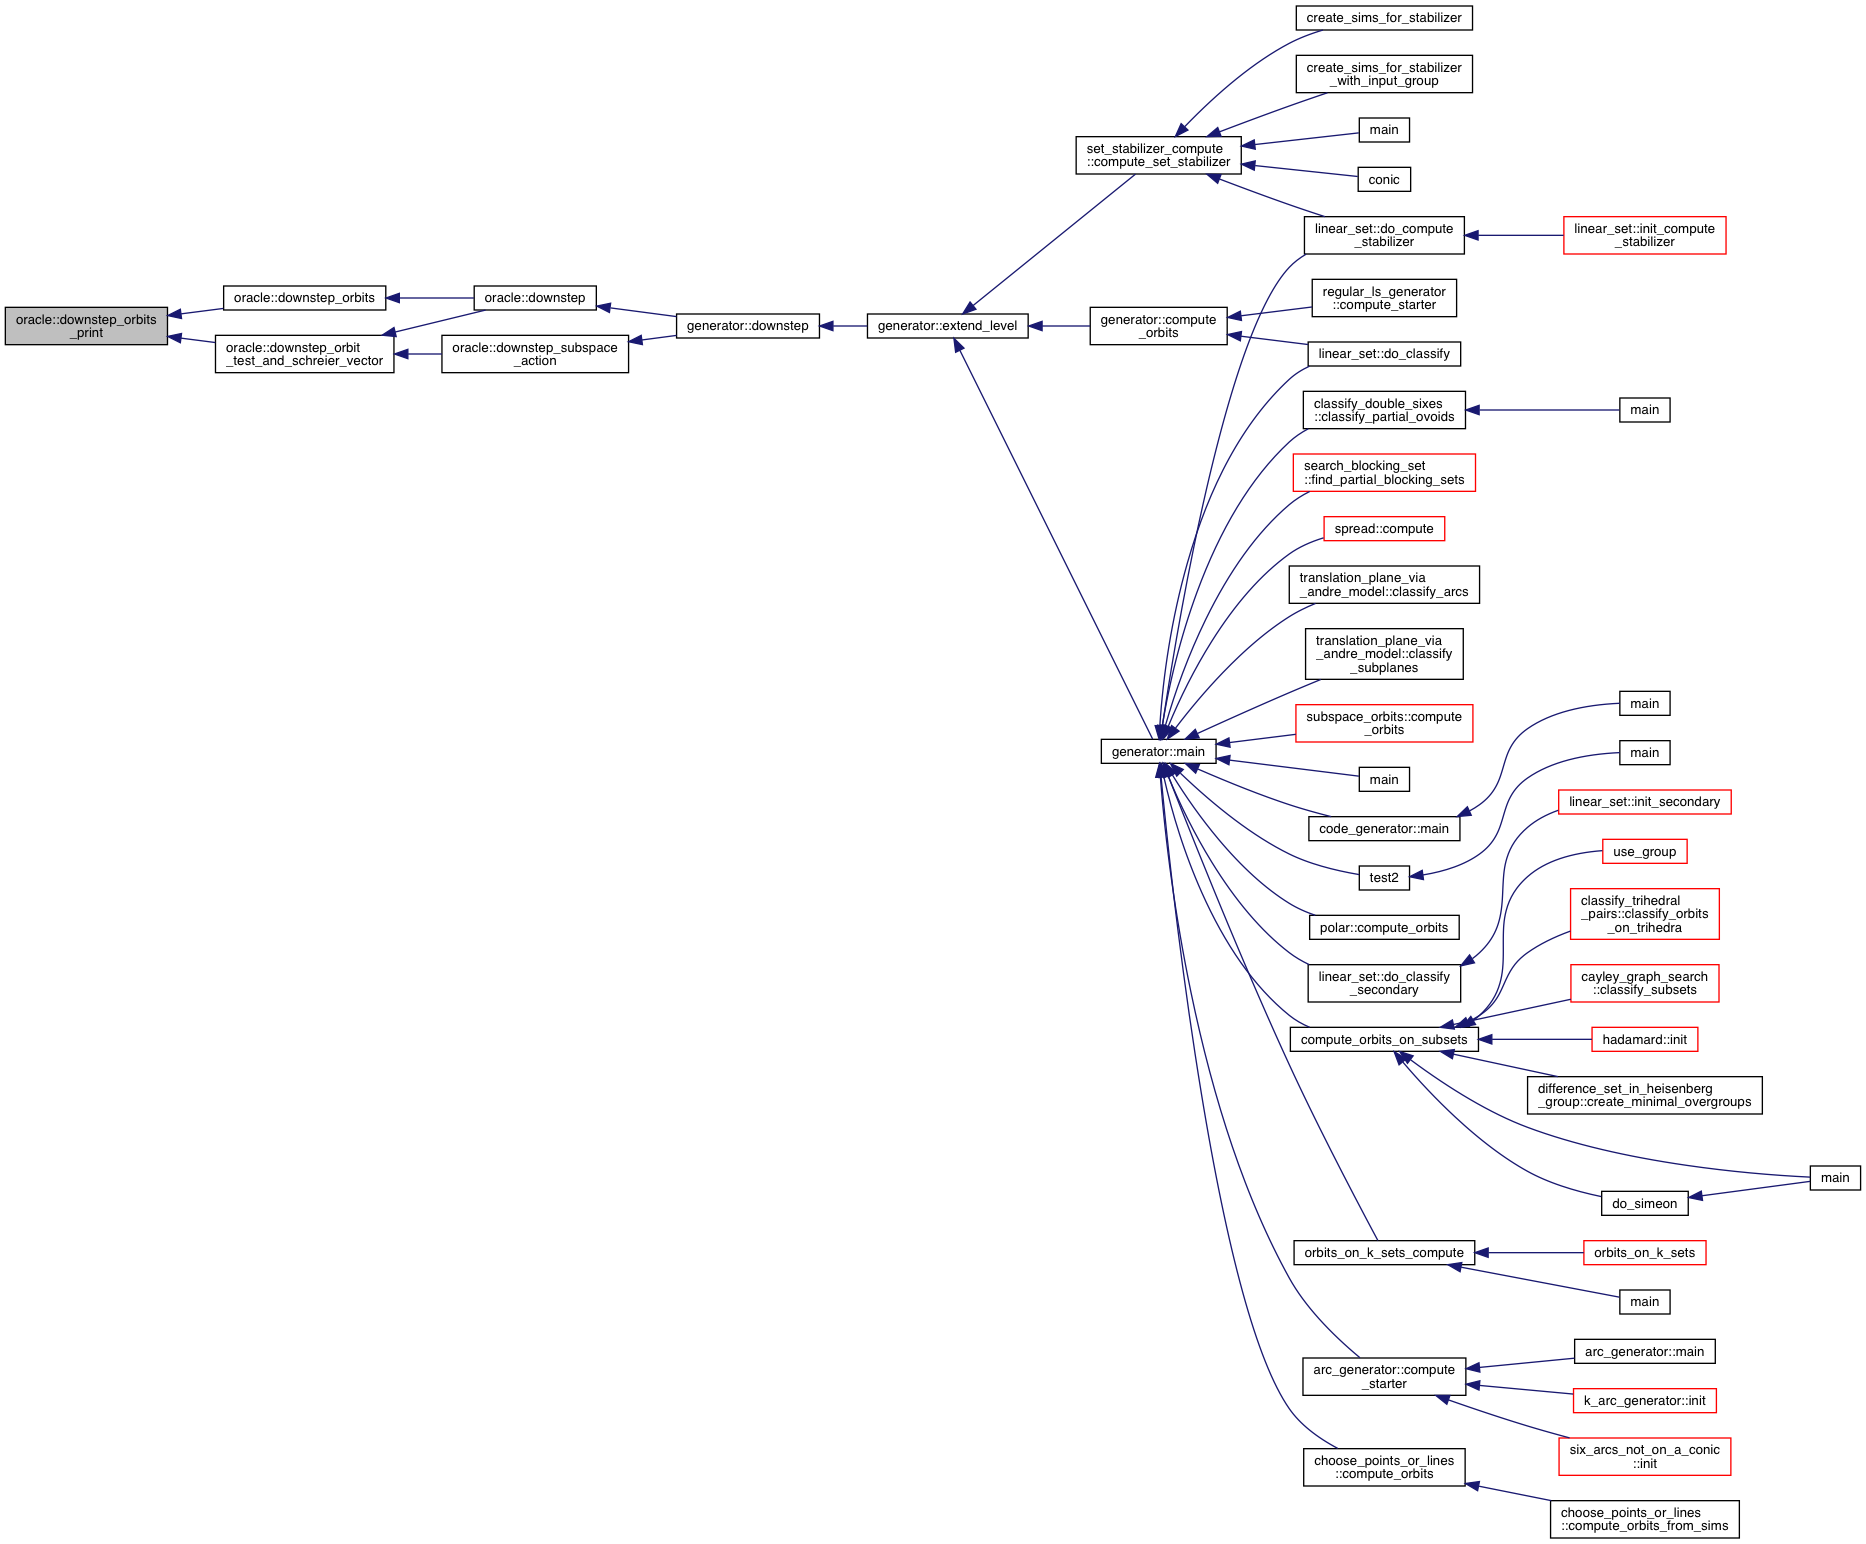 oracle::downstep_orbits
_print
oracle::downstep_orbits
oracle::downstep_orbit
_test_and_schreier_vector
oracle::downstep
oracle::downstep_subspace
_action
generator::downstep
generator::extend_level
set_stabilizer_compute
::compute_set_stabilizer
generator::compute
_orbits
generator::main
create_sims_for_stabilizer
create_sims_for_stabilizer
_with_input_group
main
conic
linear_set::do_compute
_stabilizer
linear_set::init_compute
_stabilizer
regular_ls_generator
::compute_starter
linear_set::do_classify
classify_double_sixes
::classify_partial_ovoids
main
search_blocking_set
::find_partial_blocking_sets
spread::compute
translation_plane_via
_andre_model::classify_arcs
translation_plane_via
_andre_model::classify
_subplanes
subspace_orbits::compute
_orbits
main
code_generator::main
main
test2
main
polar::compute_orbits
linear_set::do_classify
_secondary
linear_set::init_secondary
compute_orbits_on_subsets
use_group
classify_trihedral
_pairs::classify_orbits
_on_trihedra
cayley_graph_search
::classify_subsets
hadamard::init
difference_set_in_heisenberg
_group::create_minimal_overgroups
main
do_simeon
orbits_on_k_sets_compute
orbits_on_k_sets
main
arc_generator::compute
_starter
arc_generator::main
k_arc_generator::init
six_arcs_not_on_a_conic
::init
choose_points_or_lines
::compute_orbits
choose_points_or_lines
::compute_orbits_from_sims